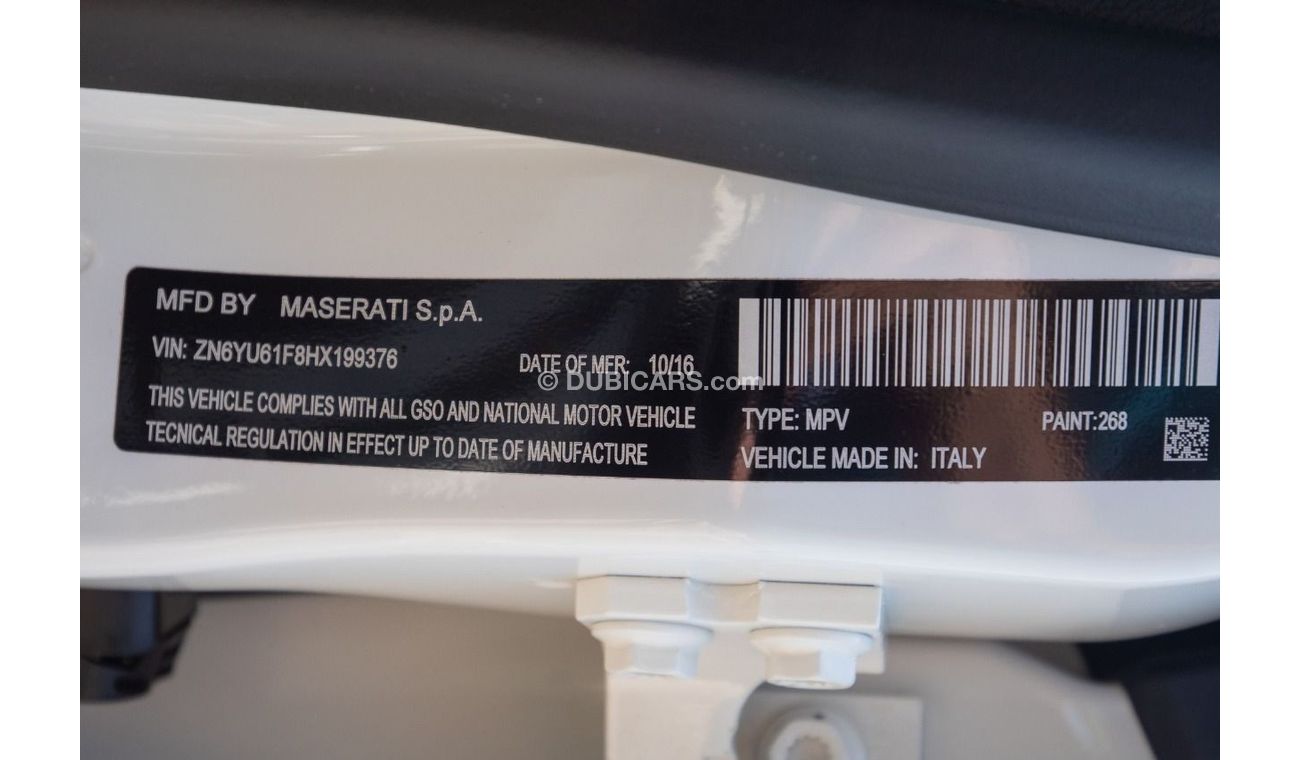 MFD BY MASERATI S.p.A.
VIN: ZN6YU61F8HX199376 DATE OF MFR: 10/16
© DUBICARS.com
THIS VEHICLE COMPLIES WITH ALL GSO AND NATIONAL MOTOR VEHICLE
TECNICAL REGULATION IN EFFECT UP TO DATE OF MANUFACTURE
TYPE: MPV PAINT:268
VEHICLE MADE IN: ITALY